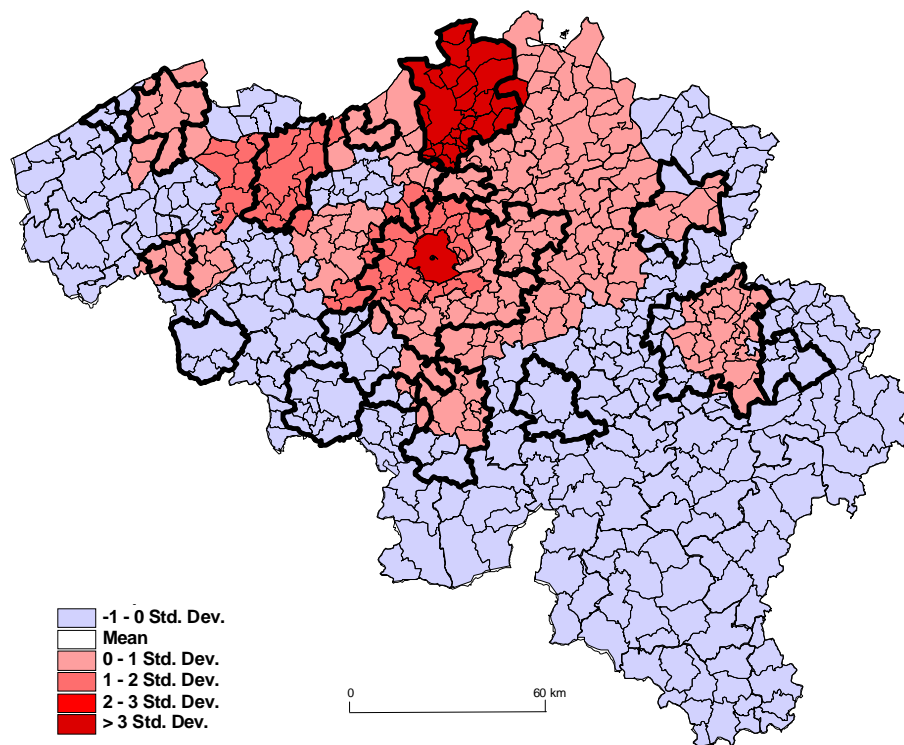 -1 - 0 Std. Dev.
Mean
0 - 1 Std. Dev.
1 - 2 Std. Dev.
2 - 3 Std. Dev.
> 3 Std. Dev.
0 60 km